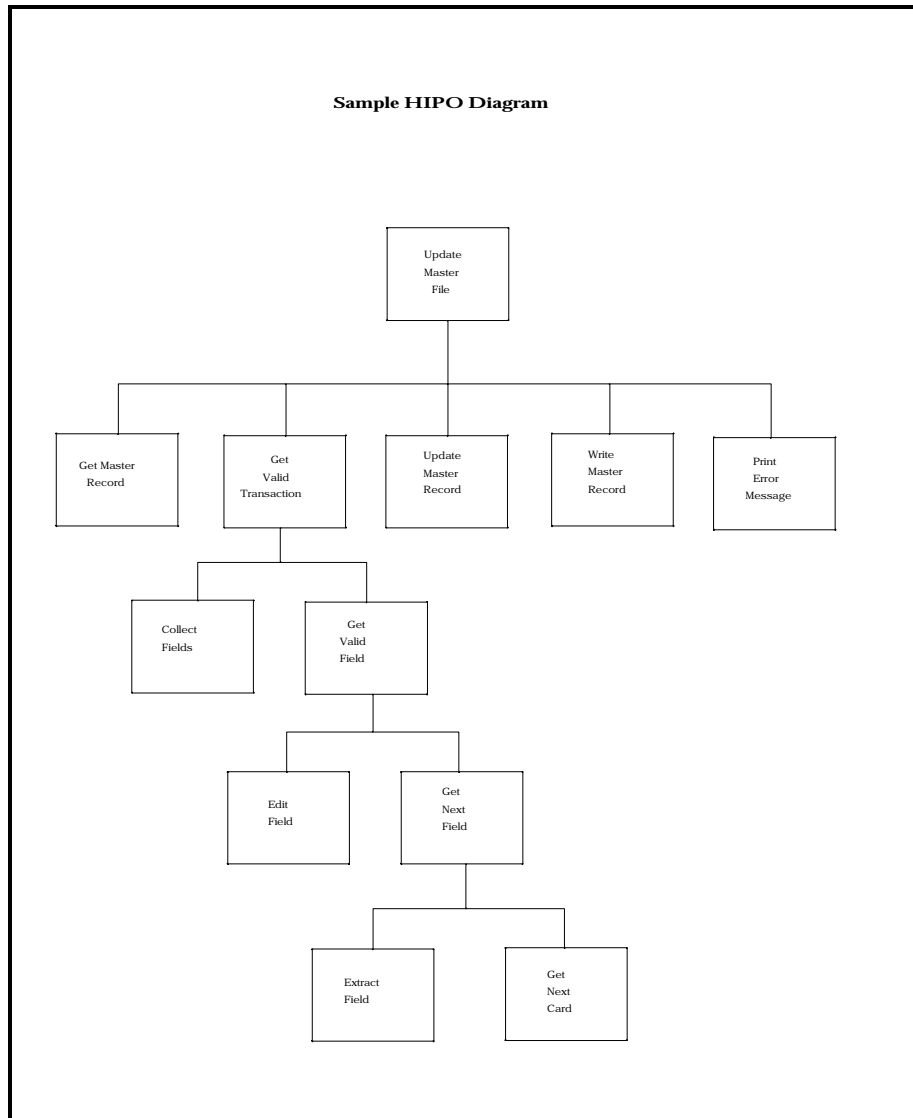 Sample HIPO Diagram
Update
Master
File
Get Master
Record
Get
Valid
Transaction
Update
Master
Record
Write
Master
Record
Print
Error
Message
Collect
Fields
Get
Valid
Field
Edit
Field
Get
Next
Field
Extract
Field
Get
Next
Card